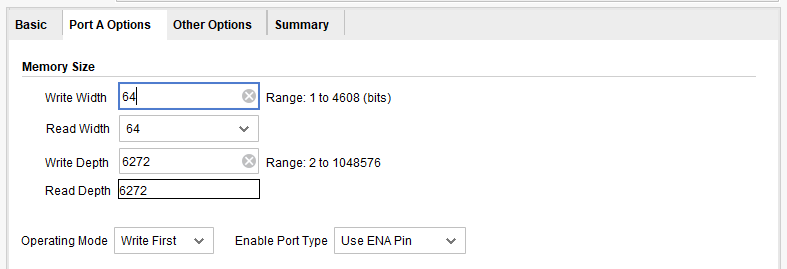 Basic Port A Options Other Options Summary
Memory Size
Write Width 64 Range: 1 to 4608 (bits)
Read Width 64
Write Depth 6272 Range: 2 to 1048576
Read Depth 6272
Operating Mode Write First Enable Port Type Use ENA Pin